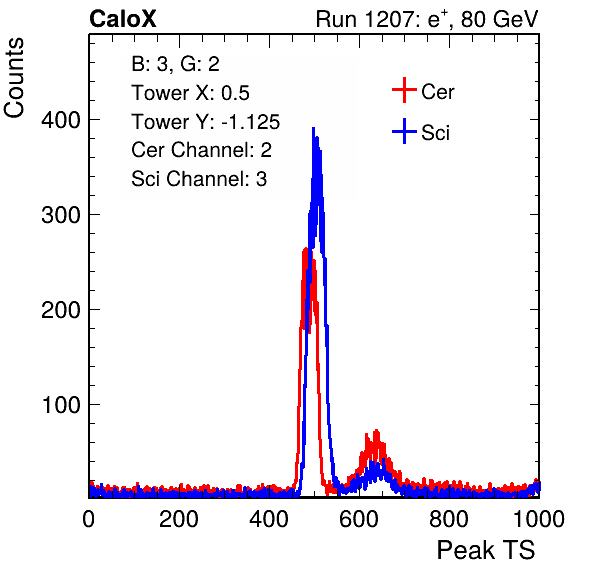 CaloX Run 1207: e⁺, 80 GeV
Counts
B: 3, G: 2
Tower X: 0.5
Tower Y: -1.125
Cer Channel: 2
Sci Channel: 3
Cer
Sci
400
300
200
100
0 200 400 600 800 1000
Peak TS